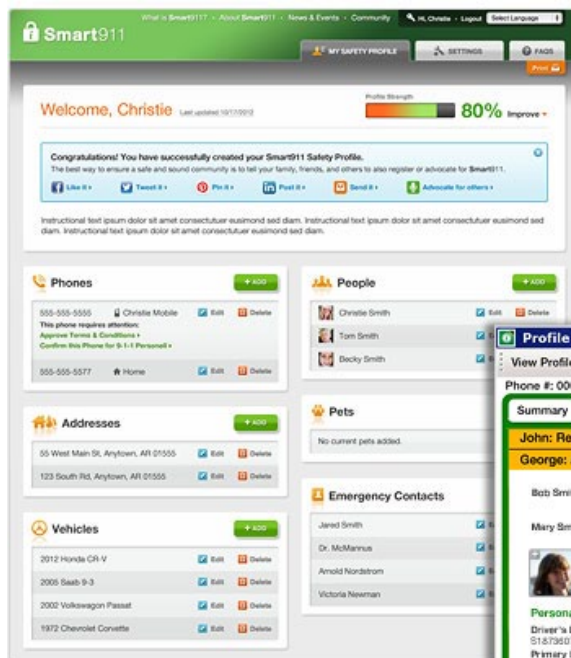 What is Smart911? • About Smart911 • News & Events • Community
Hi, Christie • Logout
Select Language
Smart911
MY SAFETY PROFILE
SETTINGS
FAQS
Print
Welcome, Christie
Last updated 10/17/2012
Profile Strength
80%
Improve
Congratulations! You have successfully created your Smart911 Safety Profile.
The best way to ensure a safe and sound community is to tell your family, friends, and others to also register or advocate for Smart911.
Like it
Tweet it
Pin it
Post it
Send it
Advocate for others
Instructional text ipsum dolor sit amet consectutuer euismond sed diam. Instructional text ipsum dolor sit amet consectutuer euismond sed
diam. Instructional text ipsum dolor sit amet consectutuer euismond sed diam.
Phones
+ ADD
555-555-5555 Christie Mobile Edit Delete
This phone requires attention:
Approve Terms & Conditions
Confirm this Phone for 9-1-1 Personell
555-555-5577 Home Edit Delete
Addresses
+ ADD
55 West Main St, Anytown, AR 01555 Edit Delete
123 South Rd, Anytown, AR 01555 Edit Delete
Vehicles
+ ADD
2012 Honda CR-V Edit Delete
2005 Saab 9-3 Edit Delete
2002 Volkswagon Passat Edit Delete
1972 Chevrolet Corvette Edit Delete
People
+ ADD
Christie Smith Edit Delete
Tom Smith
Becky Smith
Pets
No current pets added.
Emergency Contacts
Jared Smith
Dr. McMannus
Arnold Nordstrom
Victoria Newman
Profile
View Profile
Phone #: 00
Summary
John: Re
George:
Bob Smi
Mary Sm
Persona
Driver's
S187360
Primary